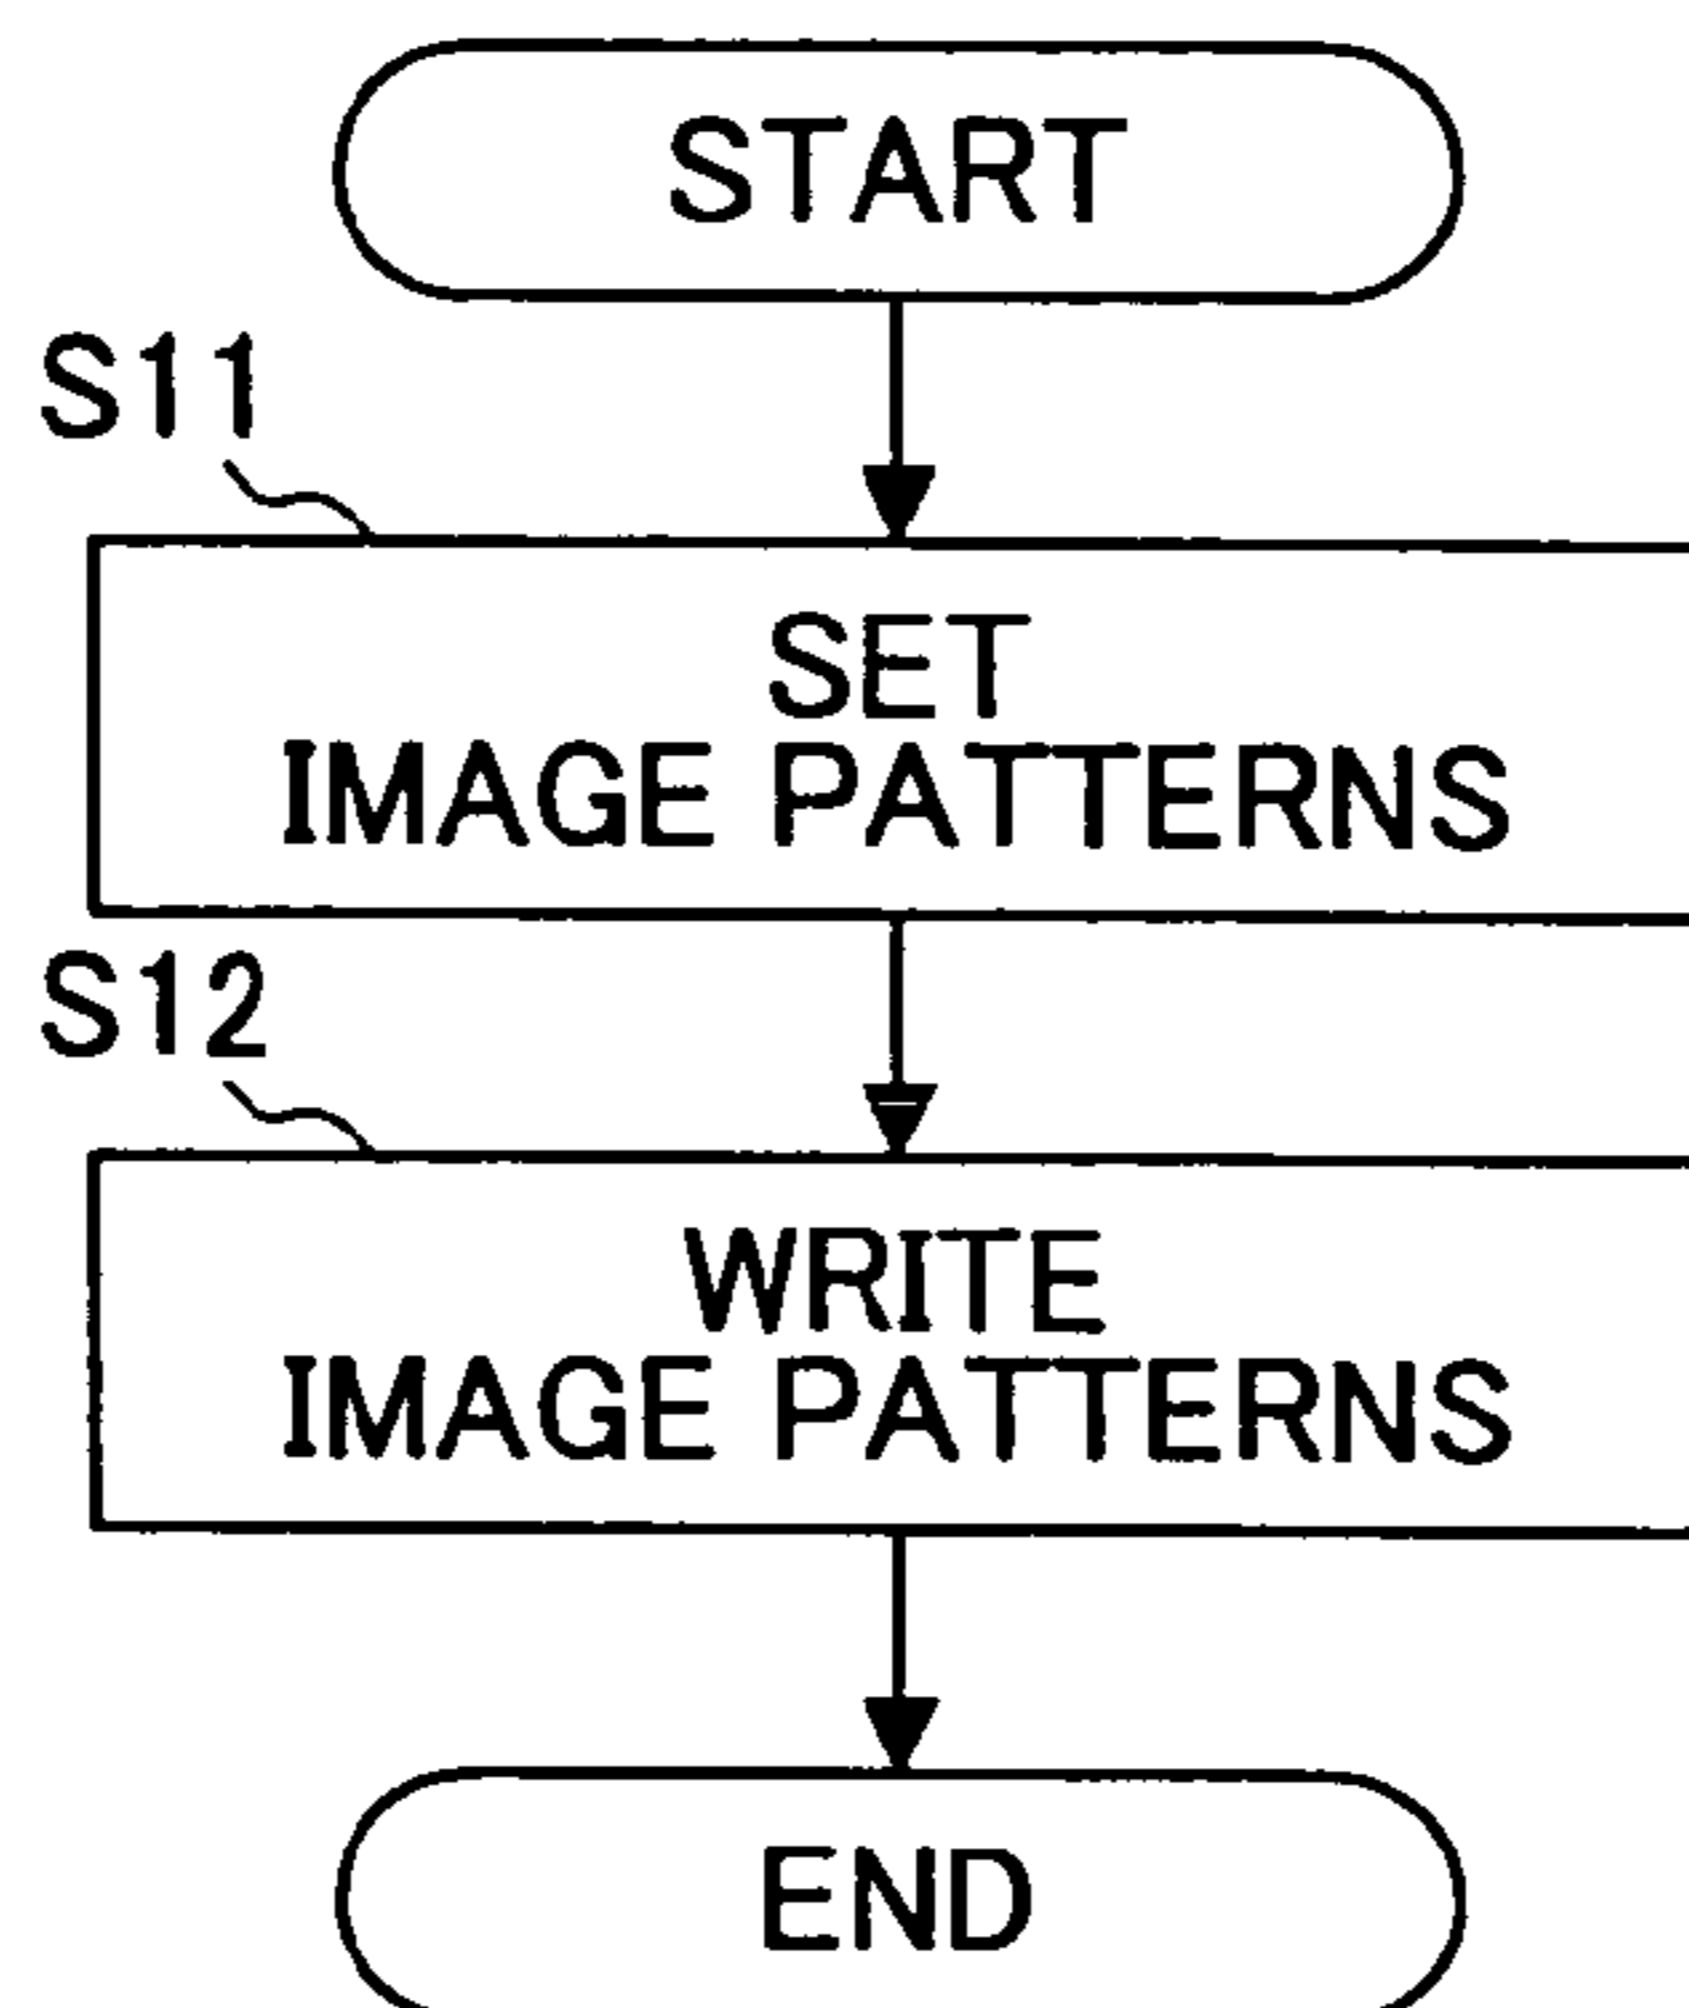 START
S11
SET
IMAGE PATTERNS
S12
WRITE
IMAGE PATTERNS
END